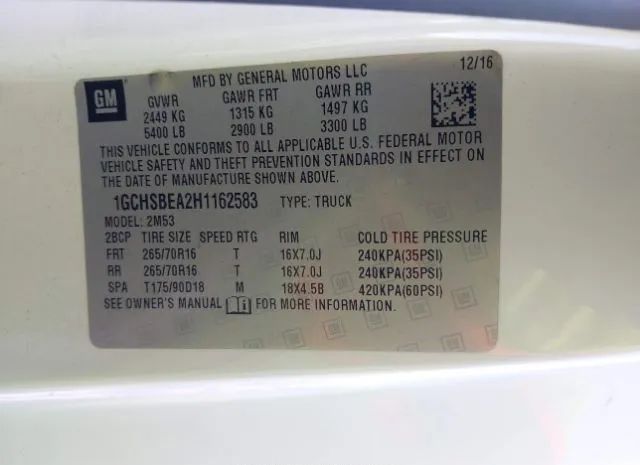 GM
MFD BY GENERAL MOTORS LLC 12/16
GVWR GAWR FRT GAWR RR
2449 KG 1315 KG 1497 KG
5400 LB 2900 LB 3300 LB
THIS VEHICLE CONFORMS TO ALL APPLICABLE U.S. FEDERAL MOTOR
VEHICLE SAFETY AND THEFT PREVENTION STANDARDS IN EFFECT ON
THE DATE OF MANUFACTURE SHOWN ABOVE.
1GCHSBEA2H1162583 TYPE: TRUCK
MODEL: 2M53
2BCP TIRE SIZE SPEED RTG RIM COLD TIRE PRESSURE
FRT 265/70R16 T 16X7.0J 240KPA(35PSI)
RR 265/70R16 T 16X7.0J 240KPA(35PSI)
SPA T175/90D18 M 18X4.5B 420KPA(60PSI)
SEE OWNER'S MANUAL FOR MORE INFORMATION.